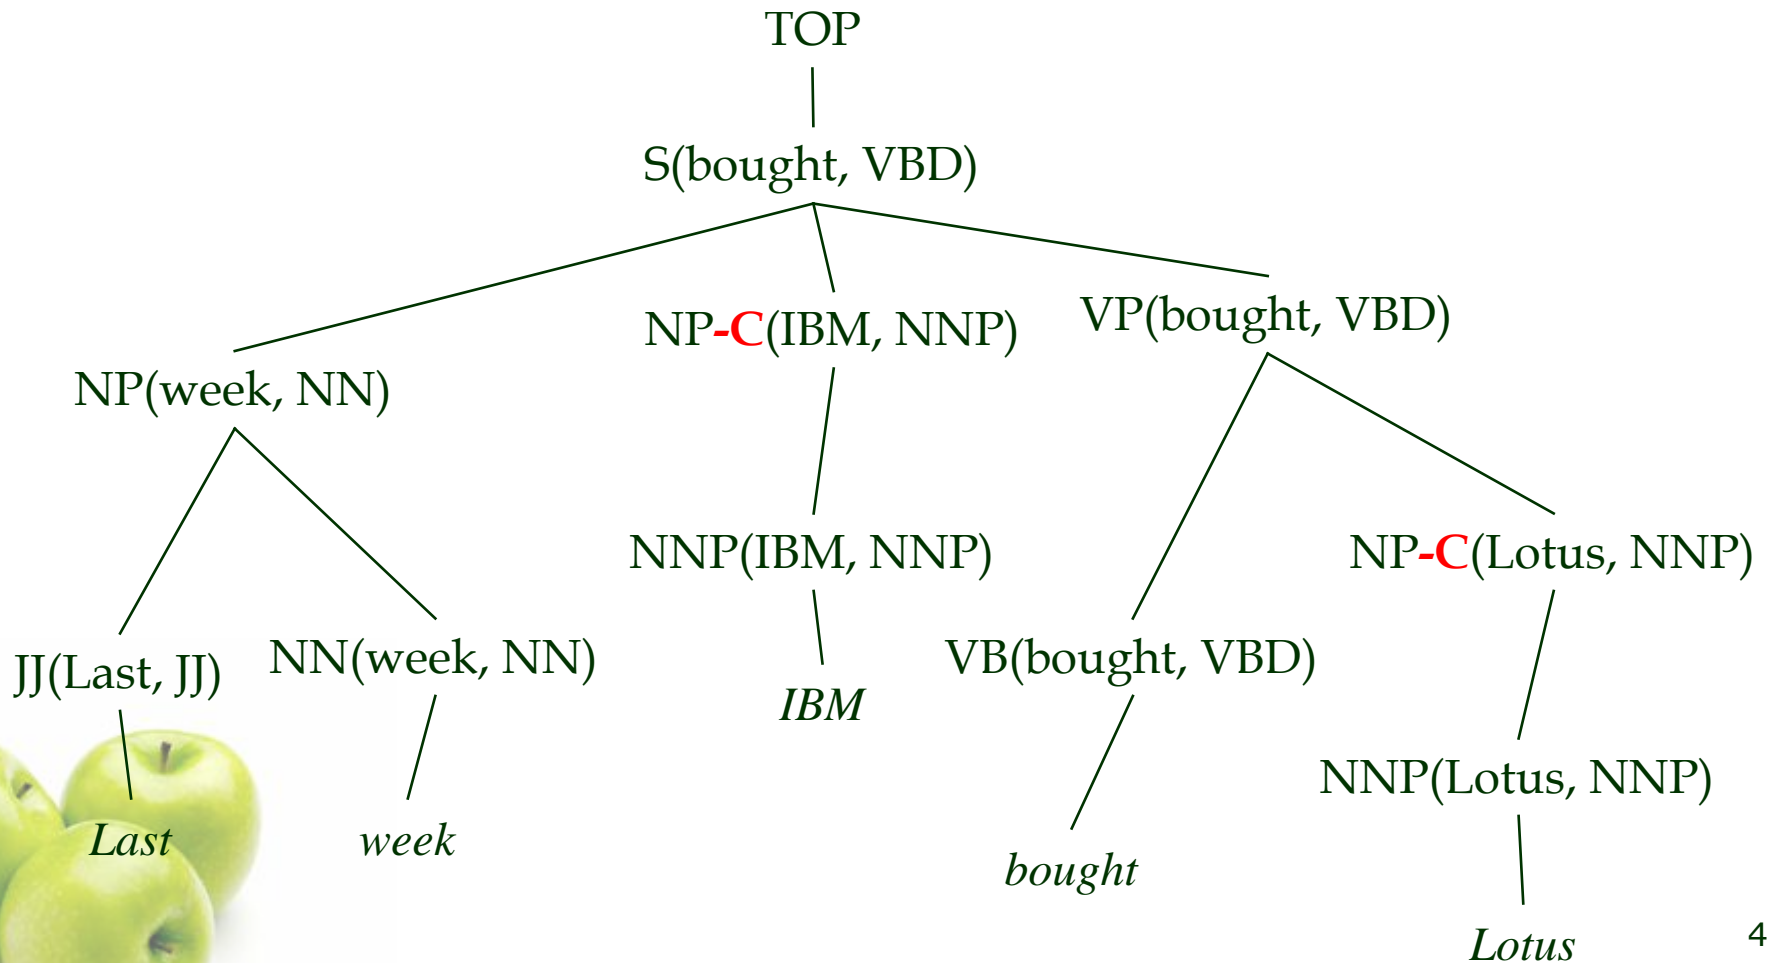 TOP
S(bought, VBD)
NP(week, NN)
NP-C(IBM, NNP)
VP(bought, VBD)
JJ(Last, JJ)
NN(week, NN)
NNP(IBM, NNP)
VB(bought, VBD)
NP-C(Lotus, NNP)
NNP(Lotus, NNP)
Last
week
IBM
bought
Lotus
4